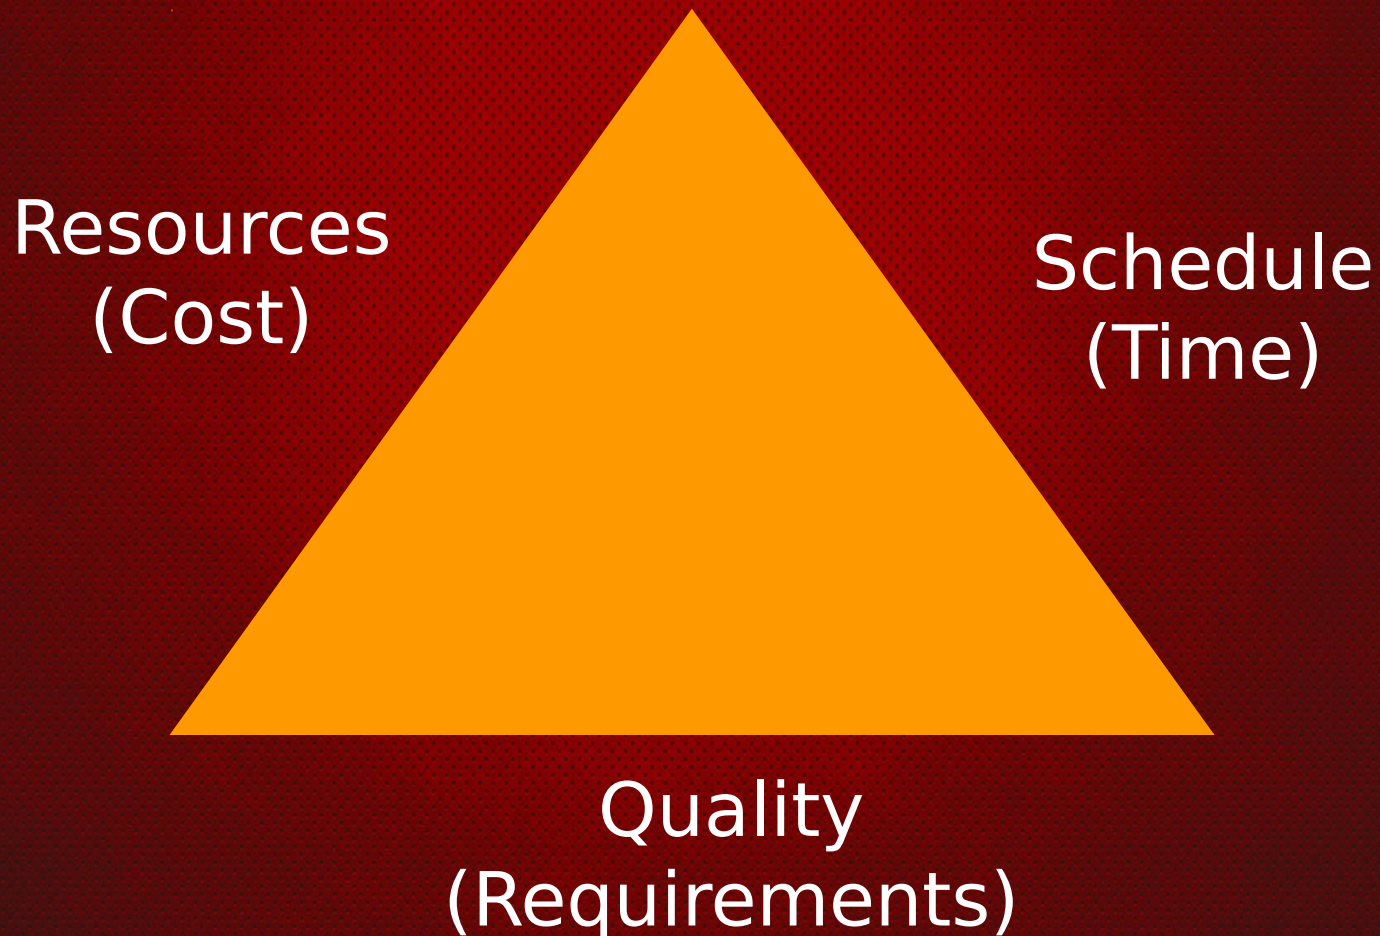 Resources
(Cost)
Schedule
(Time)
Quality
(Requirements)